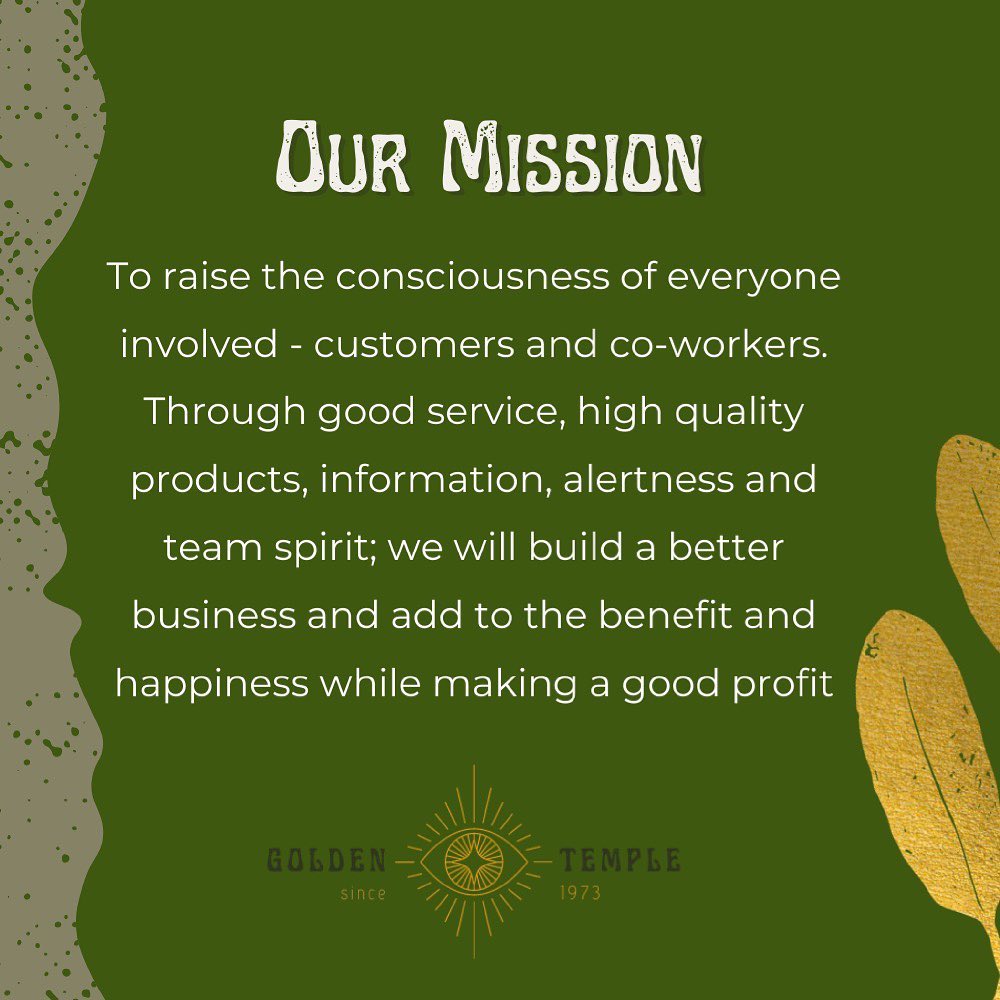 Our Mission
To raise the consciousness of everyone
involved - customers and co-workers.
Through good service, high quality
products, information, alertness and
team spirit; we will build a better
business and add to the benefit and
happiness while making a good profit
GOLDEN TEMPLE
since 1973